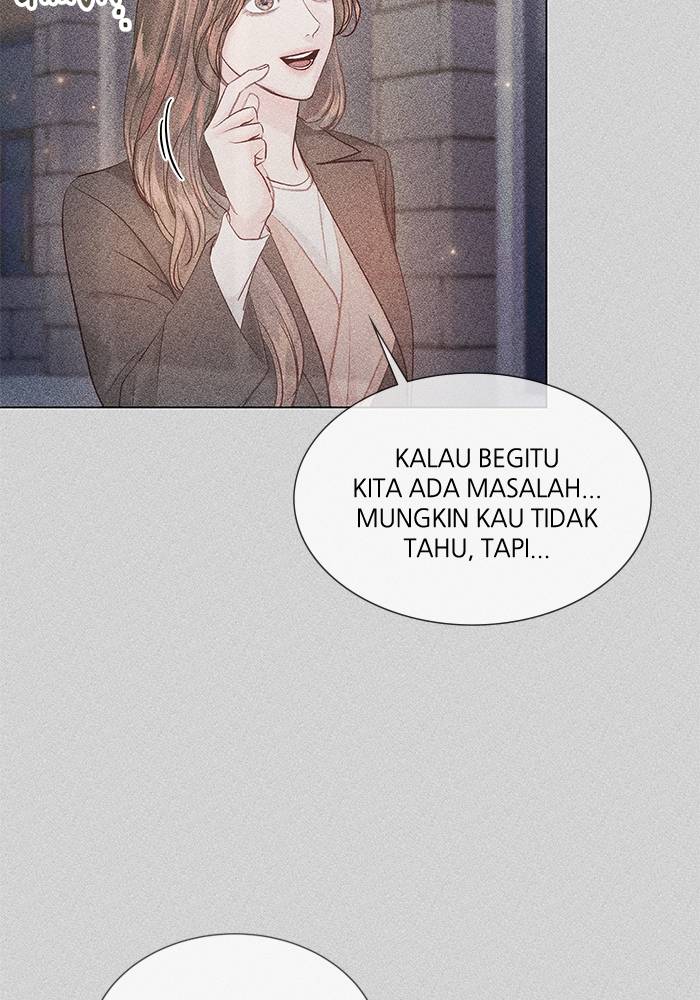 KALAU BEGITU
KITA ADA MASALAH...
MUNGKIN KAU TIDAK
TAHU, TAPI...